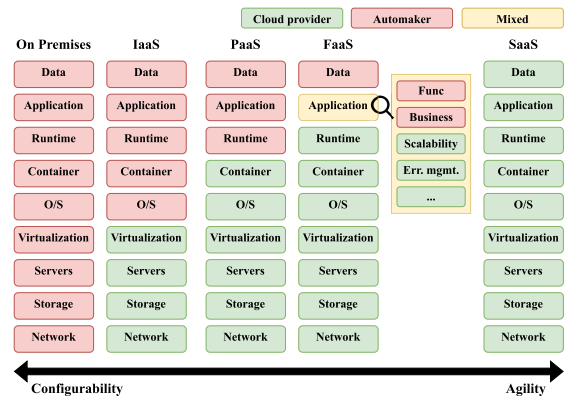 Cloud provider Automaker Mixed
On Premises IaaS PaaS FaaS SaaS
Data Data Data Data Data
Application Application Application Application Application
Runtime Runtime Runtime Runtime Runtime
Container Container Container Container Container
O/S O/S O/S O/S O/S
Virtualization Virtualization Virtualization Virtualization Virtualization
Servers Servers Servers Servers Servers
Storage Storage Storage Storage Storage
Network Network Network Network Network
Func
Business
Scalability
Err. mgmt.
...
Configurability Agility